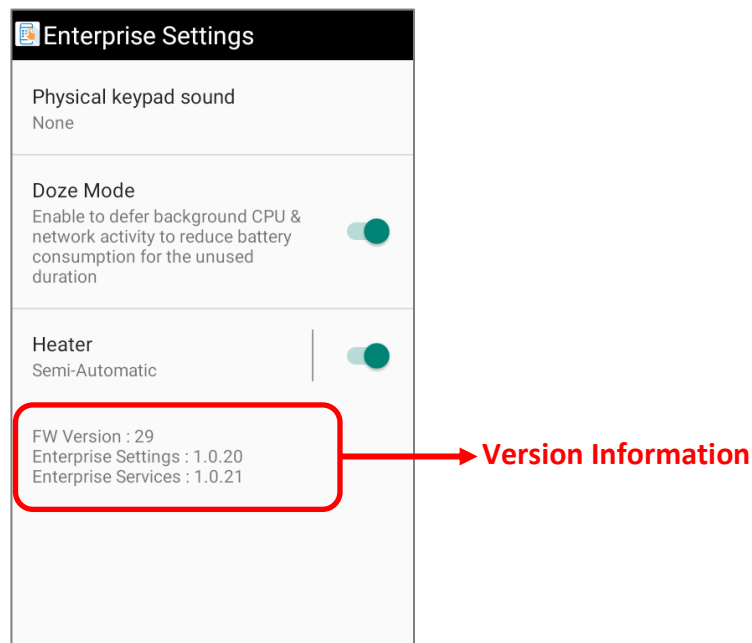 Enterprise Settings
Physical keypad sound
None
Doze Mode
Enable to defer background CPU &
network activity to reduce battery
consumption for the unused
duration
Heater
Semi-Automatic
FW Version : 29
Enterprise Settings : 1.0.20
Enterprise Services : 1.0.21
Version Information